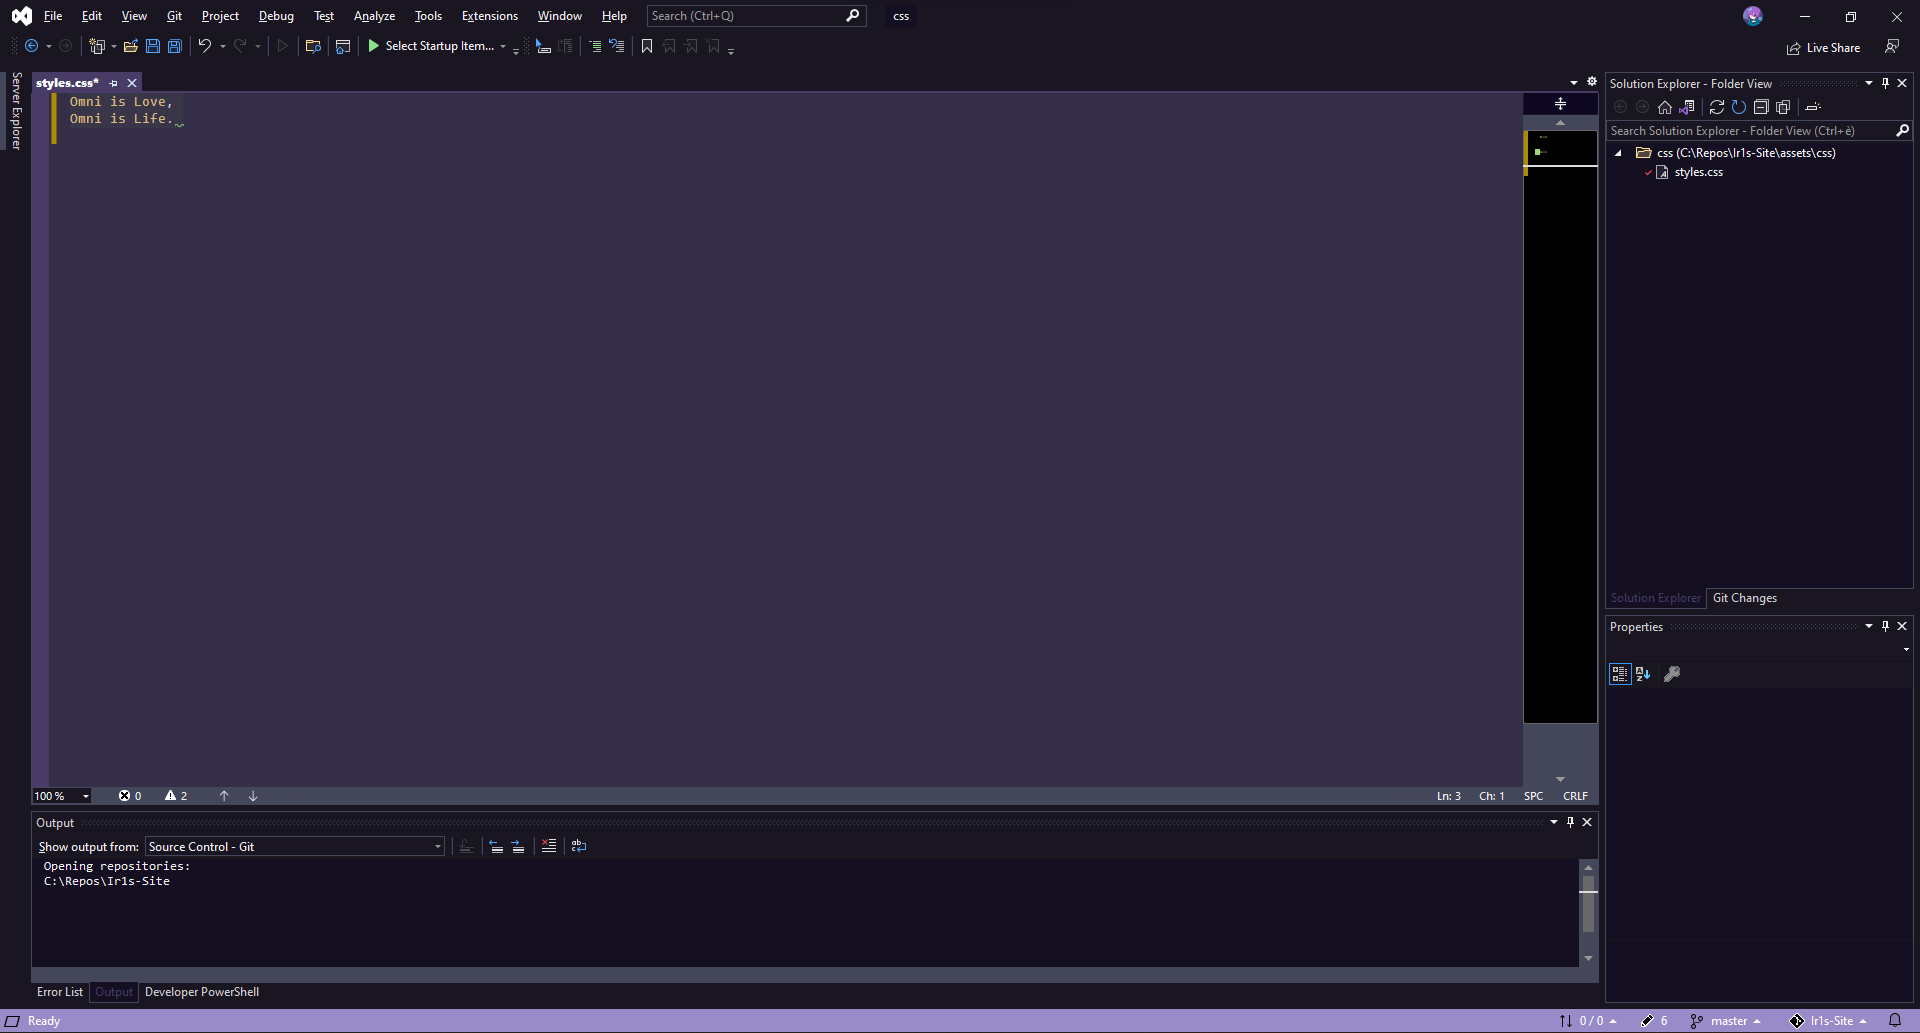 File Edit View Git Project Debug Test Analyze Tools Extensions Window Help Search (Ctrl+Q) css
Select Startup Item... Live Share
Server Explorer
styles.css*
Omni is Love,
Omni is Life.
100 % 0 2 Ln: 3 Ch: 1 SPC CRLF
Output
Show output from: Source Control - Git
Opening repositories:
C:\Repos\Ir1s-Site
Error List Output Developer PowerShell
Solution Explorer - Folder View
Search Solution Explorer - Folder View (Ctrl+è)
css (C:\Repos\Ir1s-Site\assets\css)
styles.css
Solution Explorer Git Changes
Properties
Ready 0 / 0 6 master Ir1s-Site